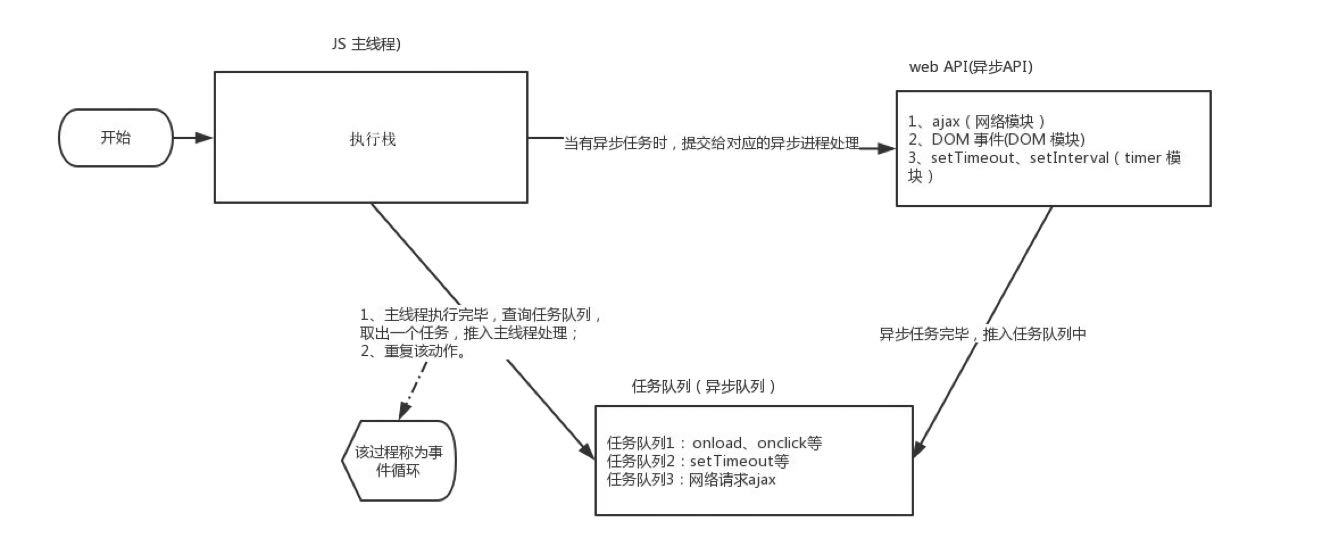 JS 主线程)
web API(异步API)
开始
执行栈
当有异步任务时，提交给对应的异步进程处理
1、ajax（网络模块）
2、DOM 事件(DOM 模块)
3、setTimeout、setInterval（timer 模
块）
1、主线程执行完毕，查询任务队列，
取出一个任务，推入主线程处理；
2、重复该动作。
异步任务完毕，推入任务队列中
任务队列（异步队列）
任务队列1：onload、onclick等
任务队列2：setTimeout等
任务队列3：网络请求ajax
该过程称为事
件循环